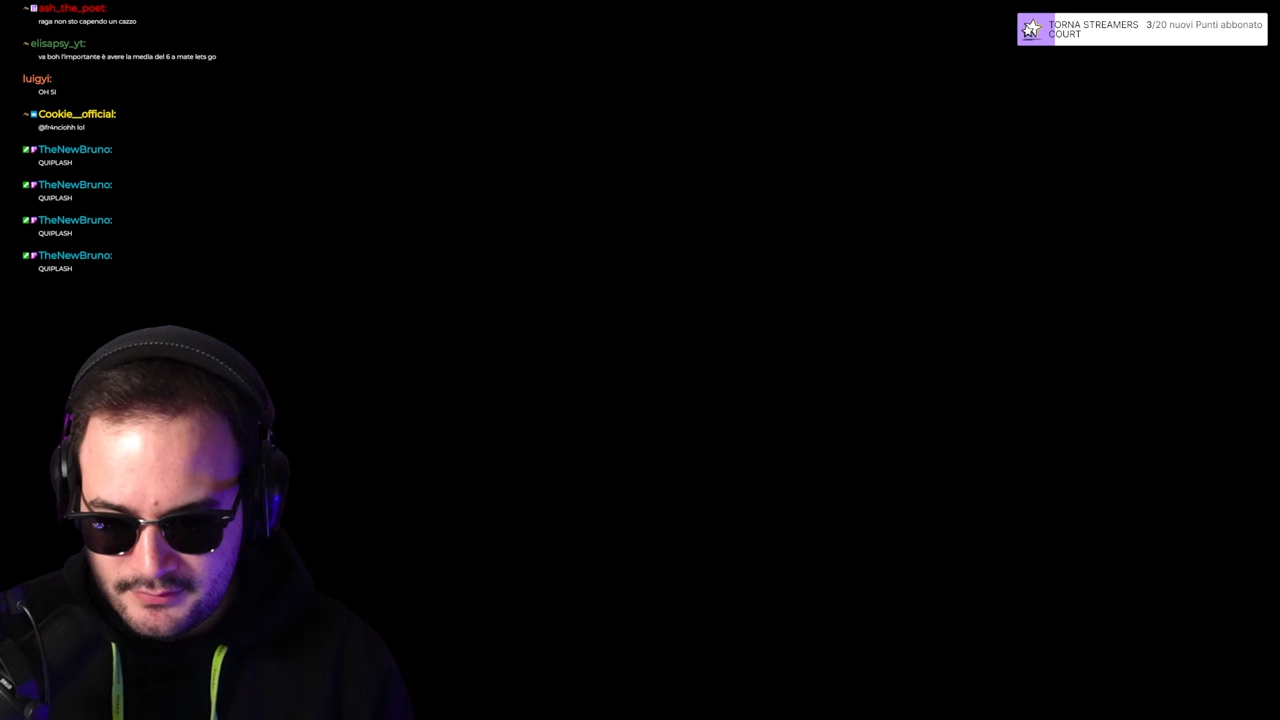 ash_the_poet:
raga non sto capendo un cazzo
elisapsy_yt:
va boh l'importante è avere la media del 6 a mate lets go
luigyi:
OH SI
Cookie__official:
@fr4nciohh lol
TheNewBruno:
QUIPLASH
TheNewBruno:
QUIPLASH
TheNewBruno:
QUIPLASH
TheNewBruno:
QUIPLASH
TORNA STREAMERS 3/20 nuovi Punti abbonato
COURT